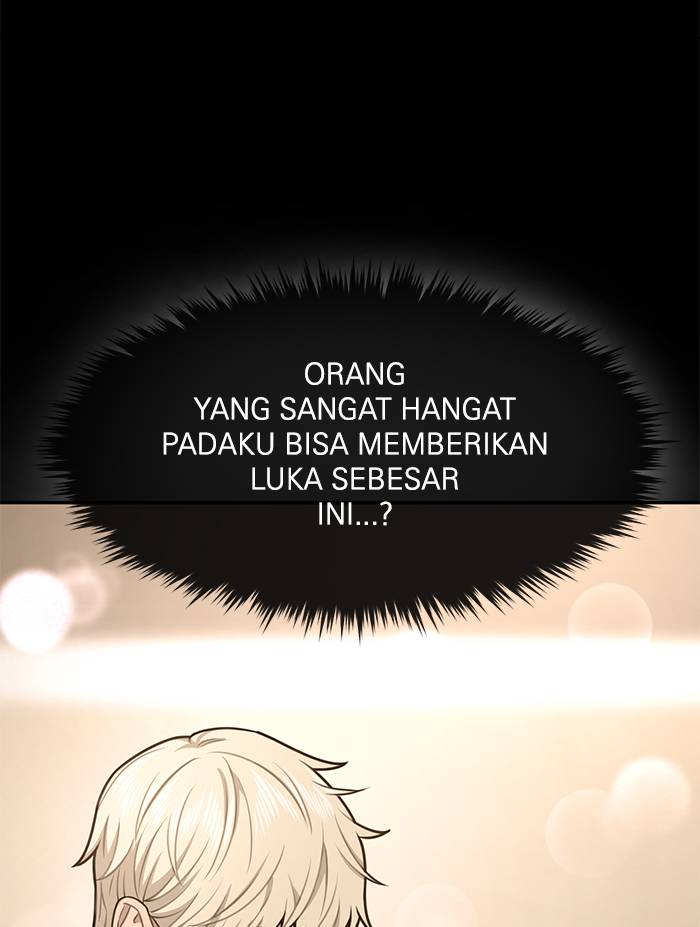 ORANG
YANG SANGAT HANGAT
PADAKU BISA MEMBERIKAN
LUKA SEBESAR
INI...?